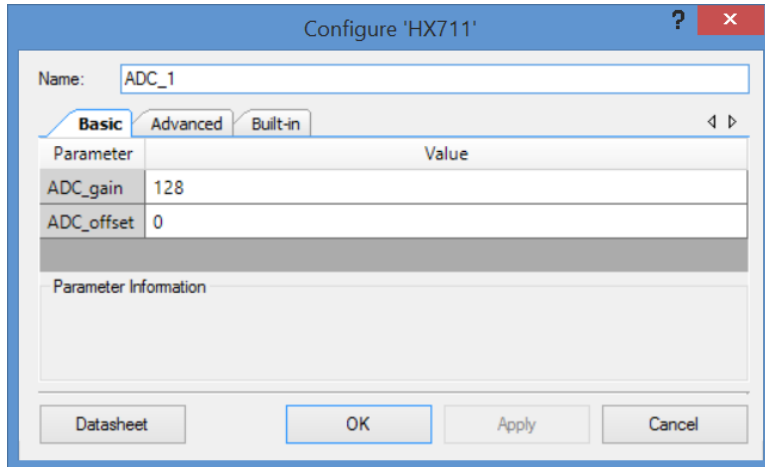 Configure 'HX711'
?
Name: ADC_1
Basic Advanced Built-in
Parameter Value
ADC_gain 128
ADC_offset 0
Parameter Information
Datasheet OK Apply Cancel